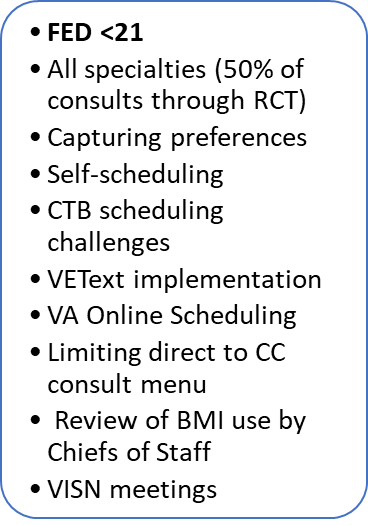 • FED <21
• All specialties (50% of
consults through RCT)
• Capturing preferences
• Self-scheduling
• CTB scheduling
challenges
• VEText implementation
• VA Online Scheduling
• Limiting direct to CC
consult menu
• Review of BMI use by
Chiefs of Staff
• VISN meetings